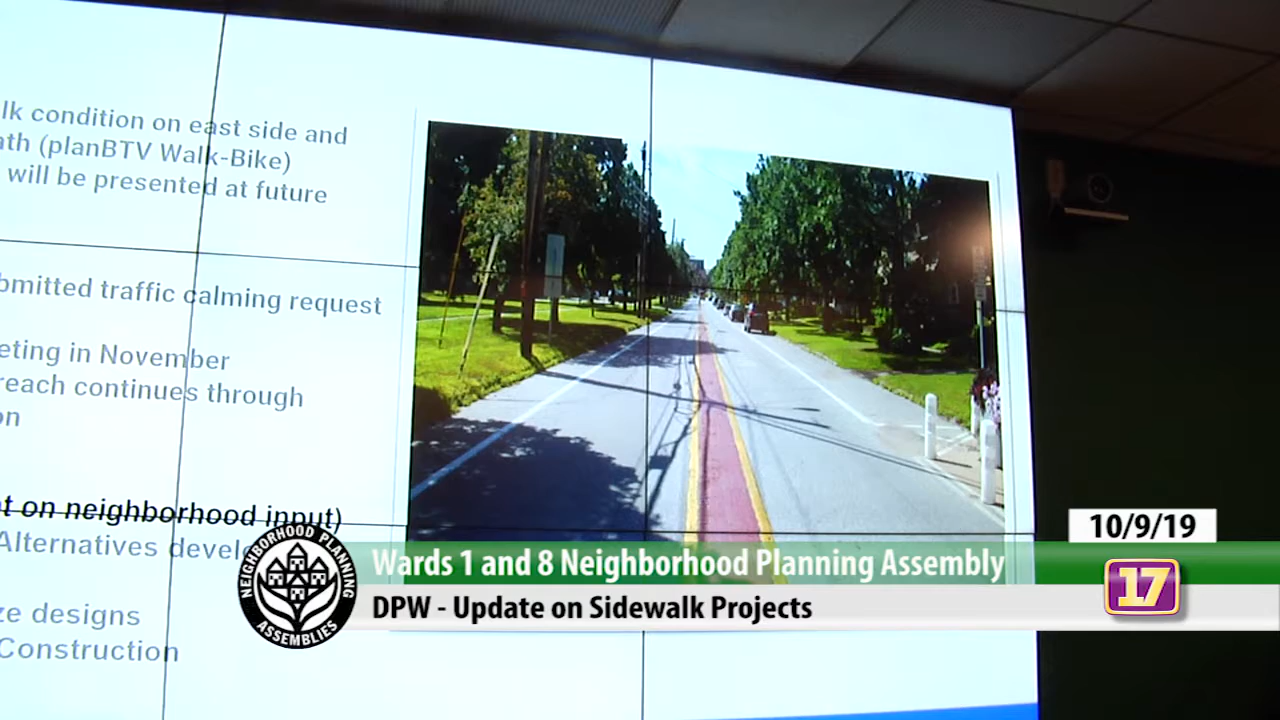 lk condition on east side and
ath (planBTV Walk-Bike)
will be presented at future
bmitted traffic calming request
eting in November
reach continues through
on
t on neighborhood input)
Alternatives devel
ze designs
Construction
10/9/19
NEIGHBORHOOD PLANNING
ASSEMBLIES
Wards 1 and 8 Neighborhood Planning Assembly
17
DPW - Update on Sidewalk Projects